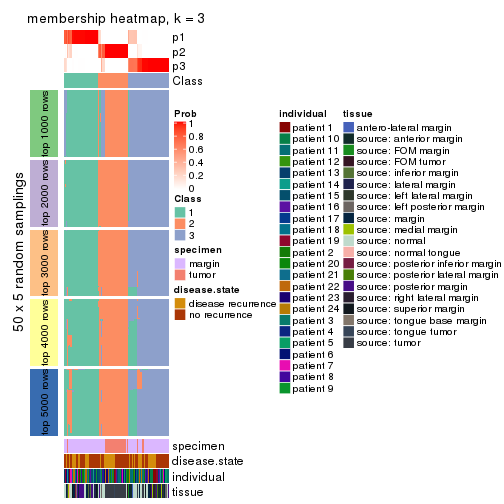 membership heatmap, k = 3
p1
p2
p3
Class
50 x 5 random samplings
top 1000 rows
top 2000 rows
top 3000 rows
top 4000 rows
top 5000 rows
specimen
disease.state
individual
tissue
Prob
1
0.8
0.6
0.4
0.2
0
Class
1
2
3
specimen
margin
tumor
disease.state
disease recurrence
no recurrence
individual
patient 1
patient 10
patient 11
patient 12
patient 13
patient 14
patient 15
patient 16
patient 17
patient 18
patient 19
patient 2
patient 20
patient 21
patient 22
patient 23
patient 24
patient 3
patient 4
patient 5
patient 6
patient 7
patient 8
patient 9
tissue
antero-lateral margin
source: anterior margin
source: FOM margin
source: FOM tumor
source: inferior margin
source: lateral margin
source: left lateral margin
source: left posterior margin
source: margin
source: medial margin
source: normal
source: normal tongue
source: posterior inferior margin
source: posterior lateral margin
source: posterior margin
source: right lateral margin
source: superior margin
source: tongue base margin
source: tongue tumor
source: tumor